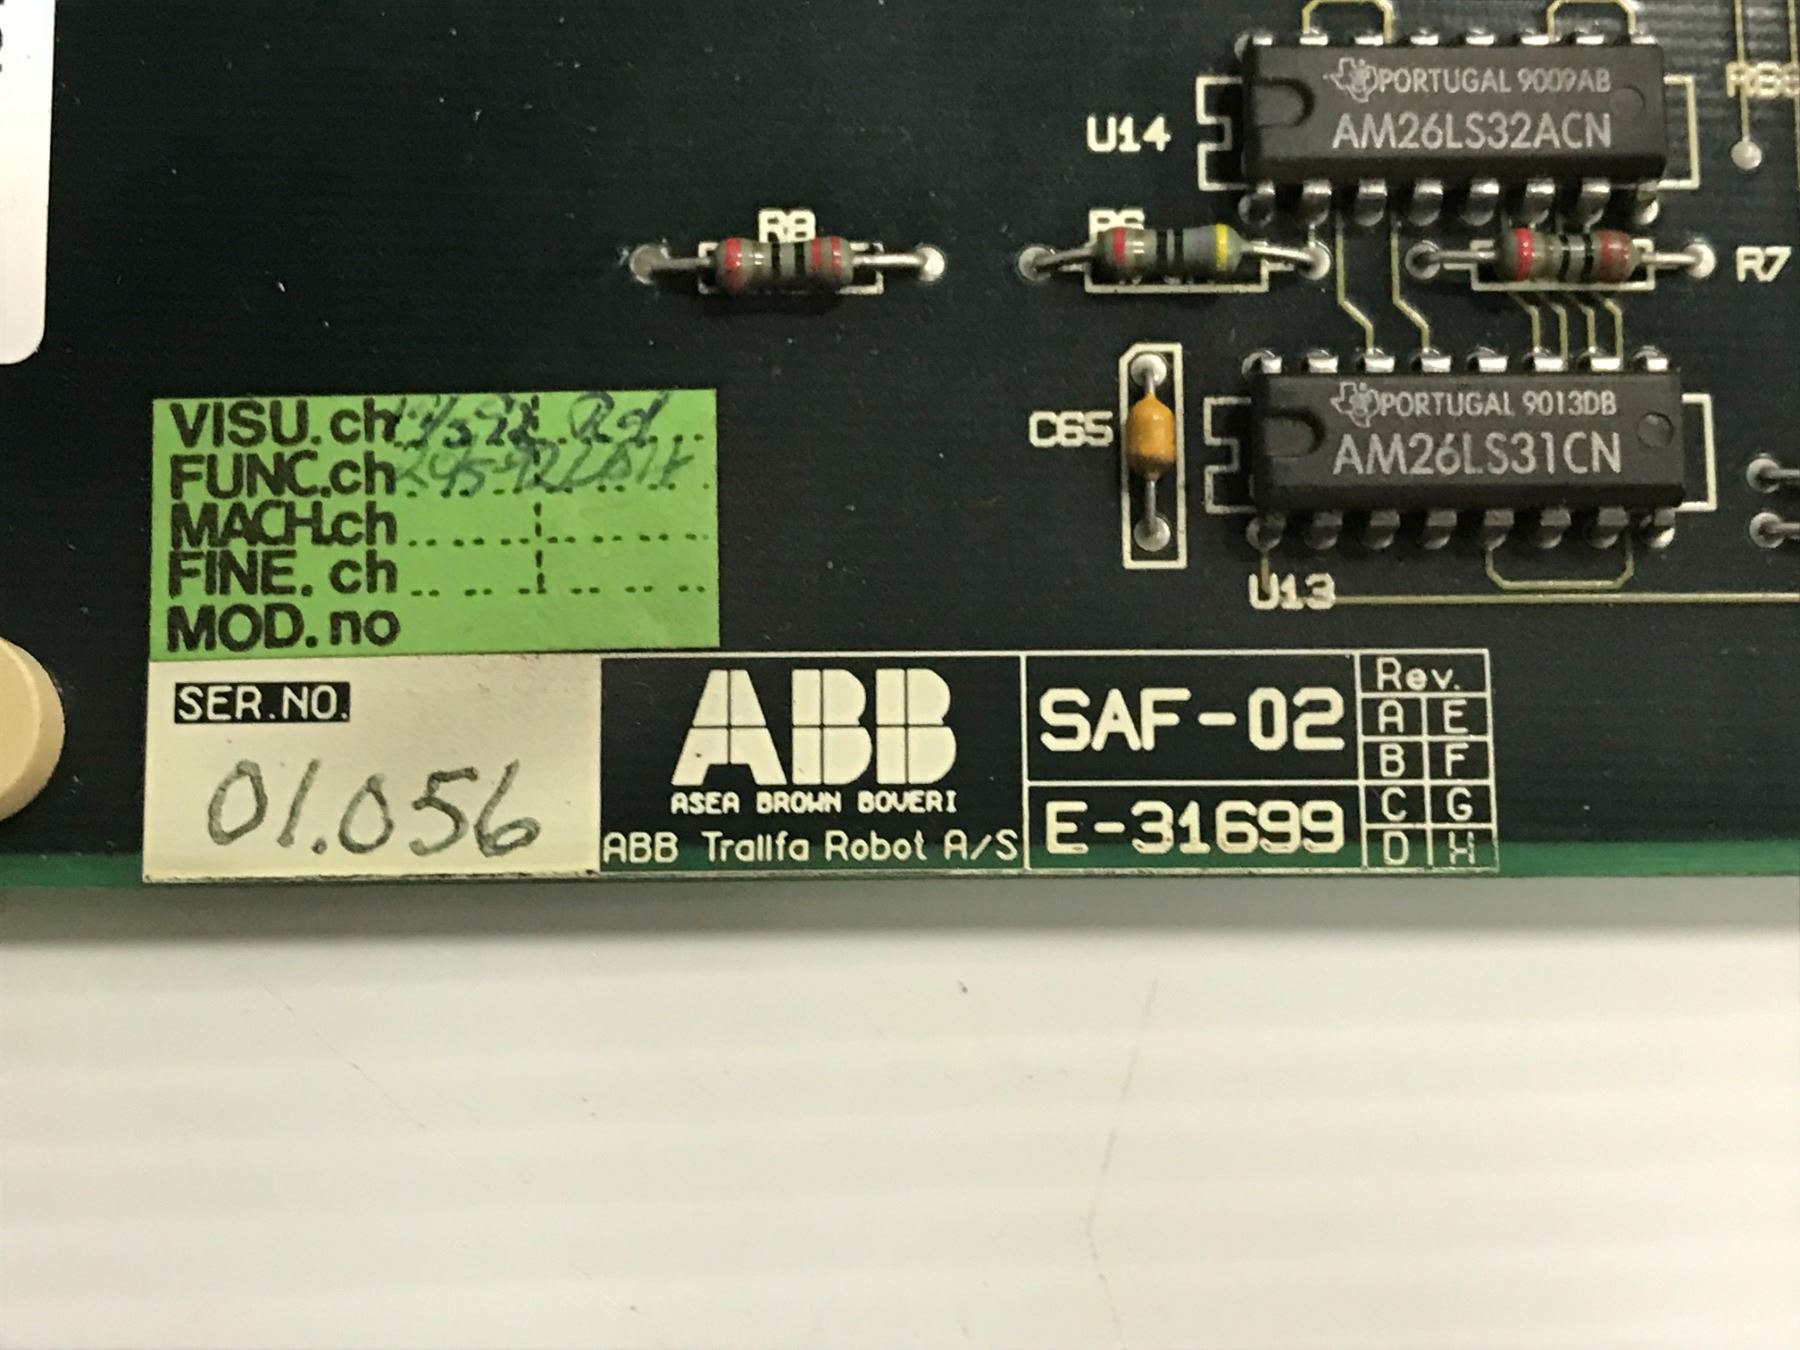 PORTUGAL 9009AB
AM26LS32ACN
U14
R8
R6
R7
PORTUGAL 9013DB
AM26LS31CN
C65
U13
VISU.ch
FUNC.ch
MACH.ch
FINE. ch
MOD. no
SER.NO.
01.056
ABB
ASEA BROWN BOVERI
ABB Trallfa Robot A/S
SAF-02
E-31699
Rev.
A E
B F
C G
D H